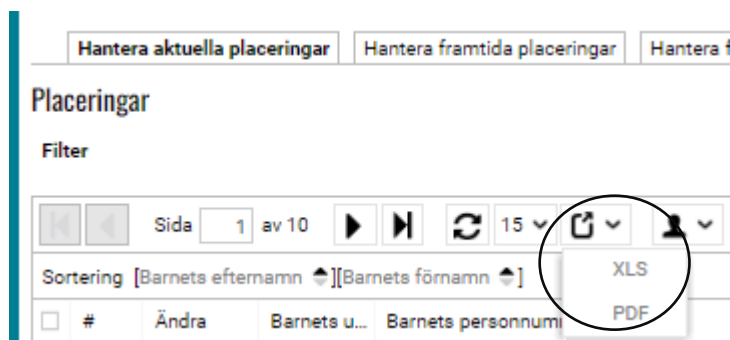 Hantera aktuella placeringar Hantera framtida placeringar Hantera
Placeringar
Filter
Sida 1 av 10 15
Sortering [Barnets efternamn ][Barnets förnamn ]
XLS
# Ändra Barnets u... Barnets
PDF